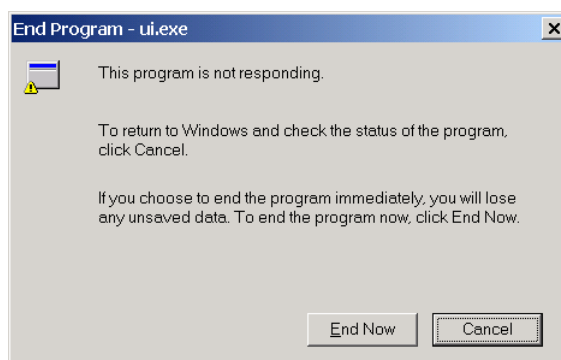 End Program - ui.exe
This program is not responding.
To return to Windows and check the status of the program,
click Cancel.
If you choose to end the program immediately, you will lose
any unsaved data. To end the program now, click End Now.
End Now
Cancel